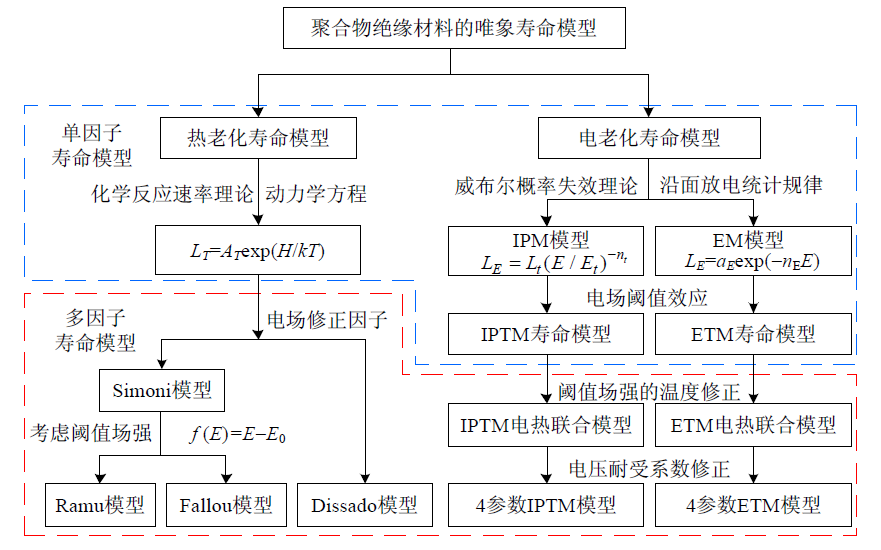 聚合物绝缘材料的唯象寿命模型
单因子
寿命模型
热老化寿命模型
电老化寿命模型
化学反应速率理论
动力学方程
威布尔概率失效理论
沿面放电统计规律
L_T=A_Texp(H/kT)
IPM模型
L_E = L_t(E / E_t)^{−n_t}
EM模型
L_E=a_Eexp(−n_EE)
电场阈值效应
多因子
寿命模型
电场修正因子
IPTM寿命模型
ETM寿命模型
Simoni模型
阈值场强的温度修正
考虑阈值场强
f (E)=E−E₀
IPTM电热联合模型
ETM电热联合模型
电压耐受系数修正
Ramu模型
Fallou模型
Dissado模型
4参数IPTM模型
4参数ETM模型